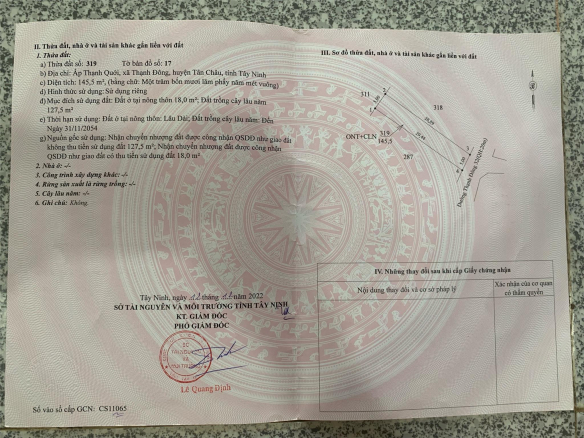 II. Thửa đất, nhà ở và tài sản khác gắn liền với đất
1. Thửa đất:
a) Thửa đất số: 319 Tờ bản đồ số: 17
b) Địa chỉ: Ấp Thạnh Quới, xã Thạnh Đông, huyện Tân Châu, tỉnh Tây Ninh
c) Diện tích: 145,5 m², (bằng chữ: Một trăm bốn mươi lăm phẩy năm mét vuông)
d) Hình thức sử dụng: Sử dụng riêng
đ) Mục đích sử dụng đất: Đất ở tại nông thôn 18,0 m²; Đất trồng cây lâu năm
127,5 m²
e) Thời hạn sử dụng: Đất ở tại nông thôn: Lâu Dài; Đất trồng cây lâu năm: Đến
Ngày 31/11/2054
g) Nguồn gốc sử dụng: Nhận chuyển nhượng đất được công nhận QSDĐ như giao đất
không thu tiền sử dụng đất 127,5 m²; Nhận chuyển nhượng đất được công nhận
QSDĐ như giao đất có thu tiền sử dụng đất 18,0 m²
2. Nhà ở: -/-
3. Công trình xây dựng khác: -/-
4. Rừng sản xuất là rừng trồng: -/-
5. Cây lâu năm: -/-
6. Ghi chú: Không.
Tây Ninh, ngày tháng năm 2022
SỞ TÀI NGUYÊN VÀ MÔI TRƯỜNG TỈNH TÂY NINH
KT. GIÁM ĐỐC
PHÓ GIÁM ĐỐC
SỞ
TÀI NGUYÊN
VÀ
MÔI TRƯỜNG
Lê Quang Định
Số vào sổ cấp GCN: CS11065
III. Sơ đồ thửa đất, nhà ở và tài sản khác gắn liền với đất
311
318
319
ONT+CLN
145,5
287
IV. Những thay đổi sau khi cấp Giấy chứng nhận
Nội dung thay đổi và cơ sở pháp lý
Xác nhận của cơ quan
có thẩm quyền